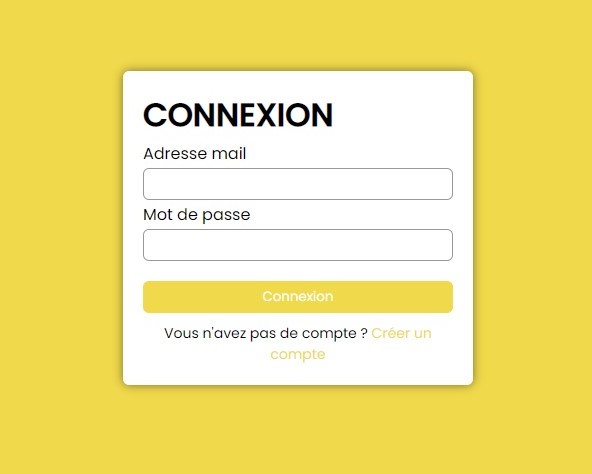 CONNEXION
Adresse mail
Mot de passe
Connexion
Vous n'avez pas de compte ? Créer un
compte